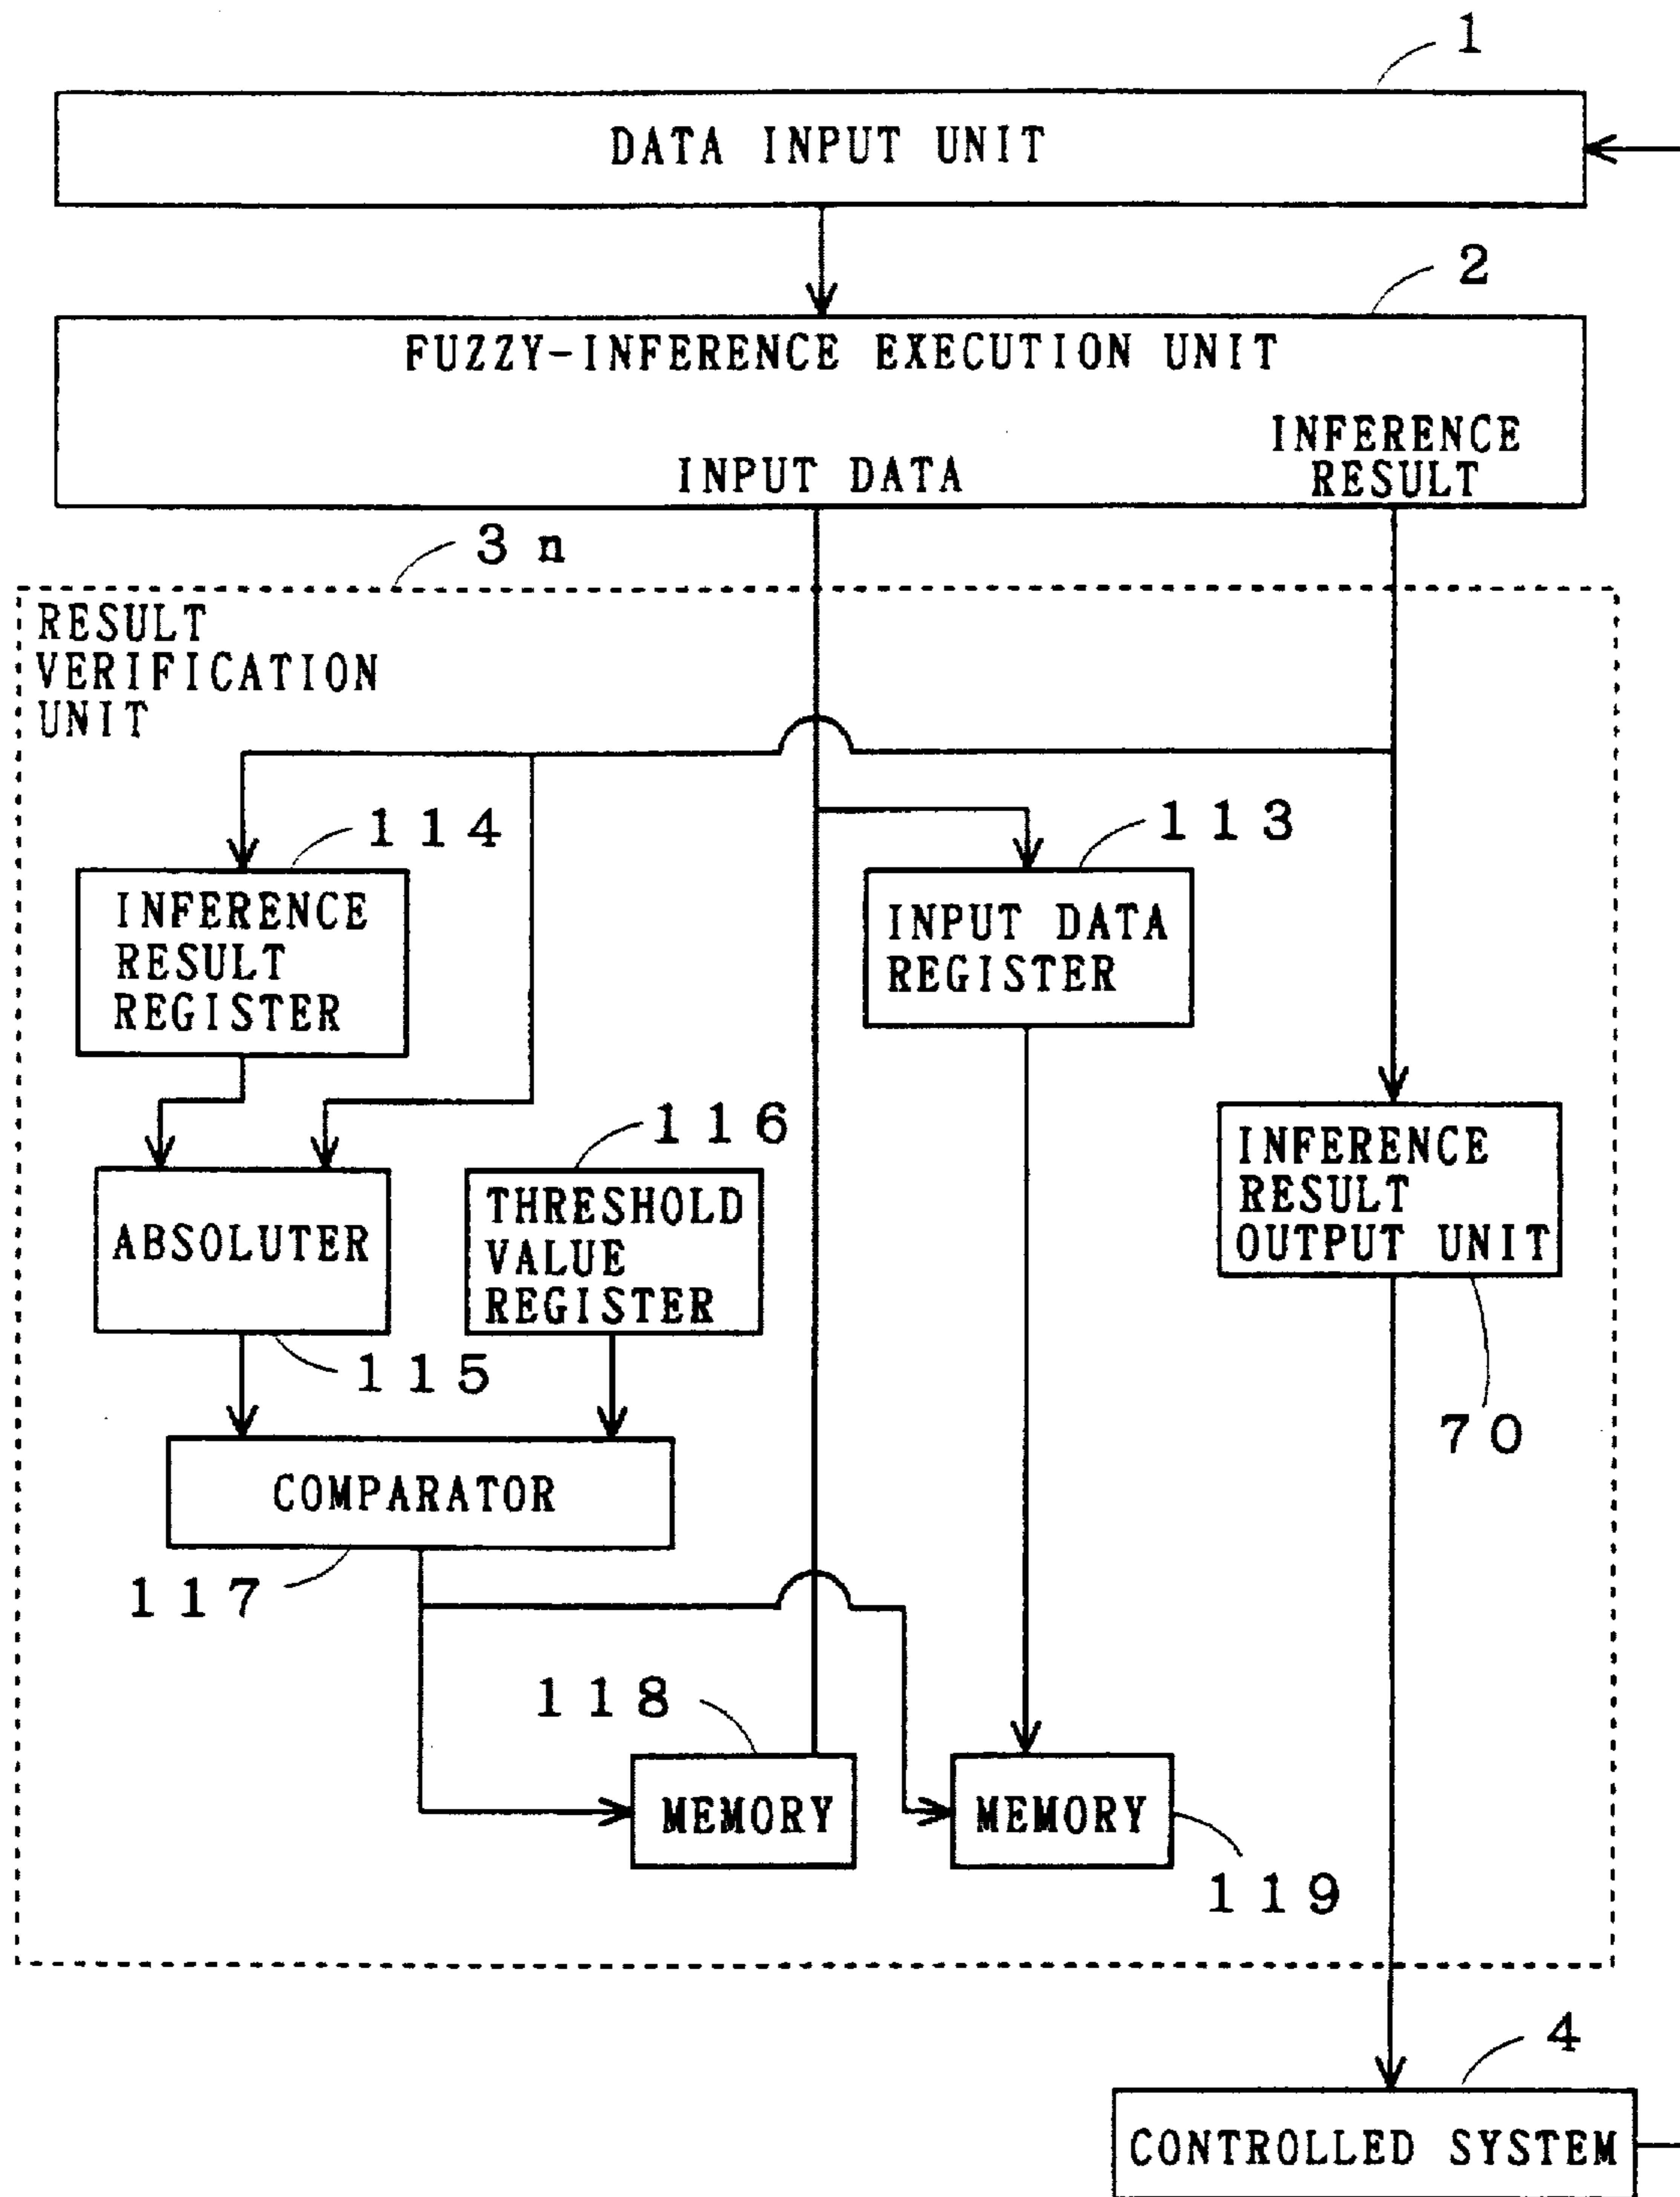 1
DATA INPUT UNIT
2
FUZZY-INFERENCE EXECUTION UNIT
INFERENCE
RESULT
INPUT DATA
3n
RESULT
VERIFICATION
UNIT
114
113
INFERENCE
RESULT
REGISTER
INPUT DATA
REGISTER
116
ABSOLUTER
THRESHOLD
VALUE
REGISTER
INFERENCE
RESULT
OUTPUT UNIT
115
70
COMPARATOR
117
118
MEMORY
MEMORY
119
4
CONTROLLED SYSTEM